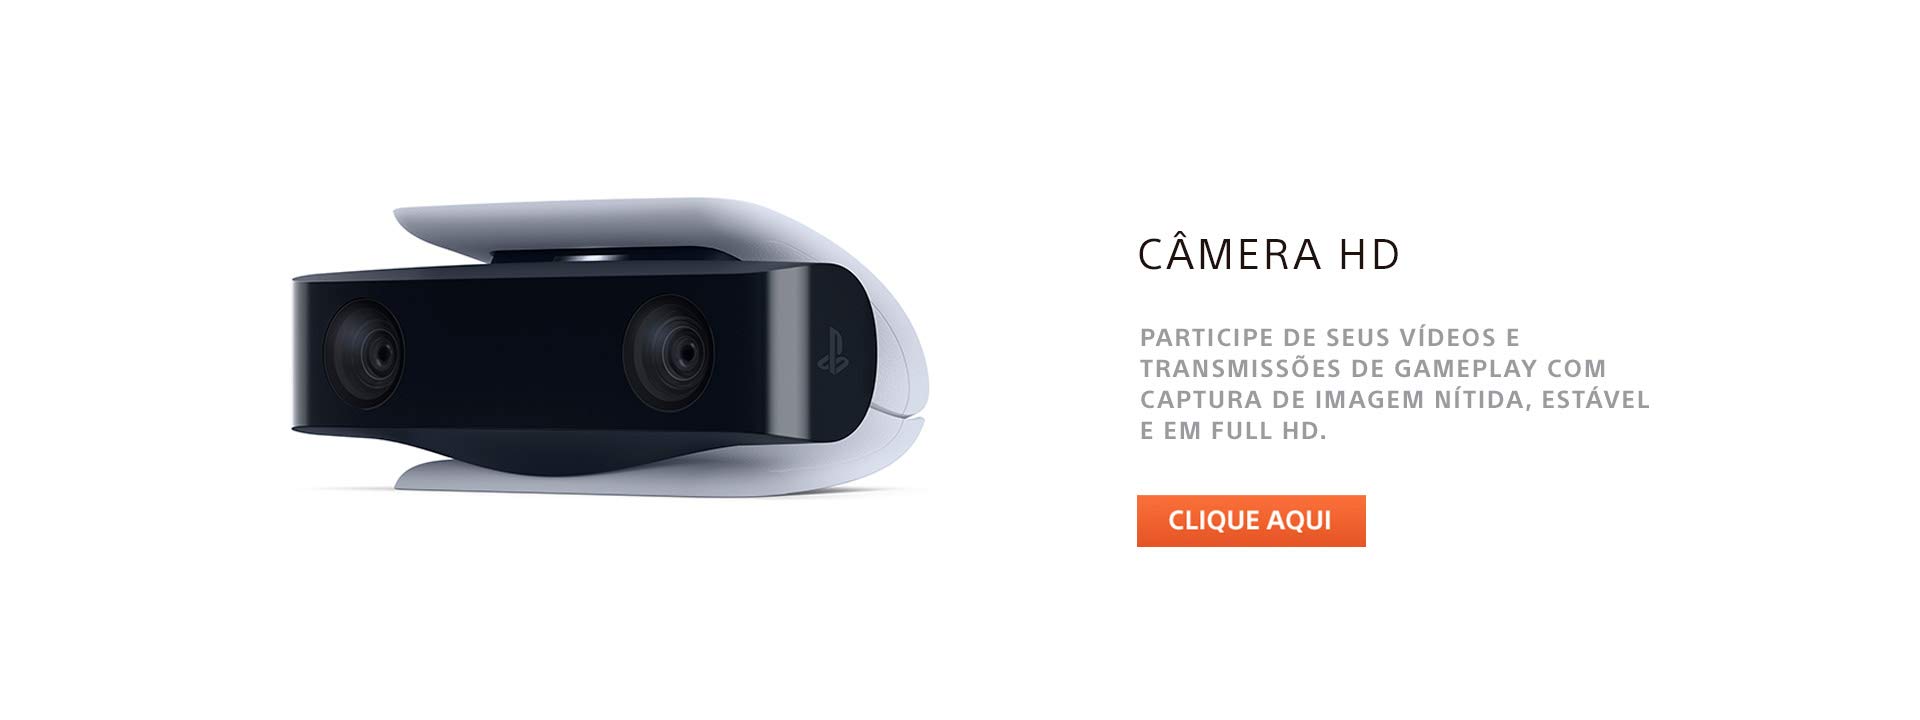 CÂMERA HD
PARTICIPE DE SEUS VÍDEOS E
TRANSMISSÕES DE GAMEPLAY COM
CAPTURA DE IMAGEM NÍTIDA, ESTÁVEL
E EM FULL HD.
CLIQUE AQUI